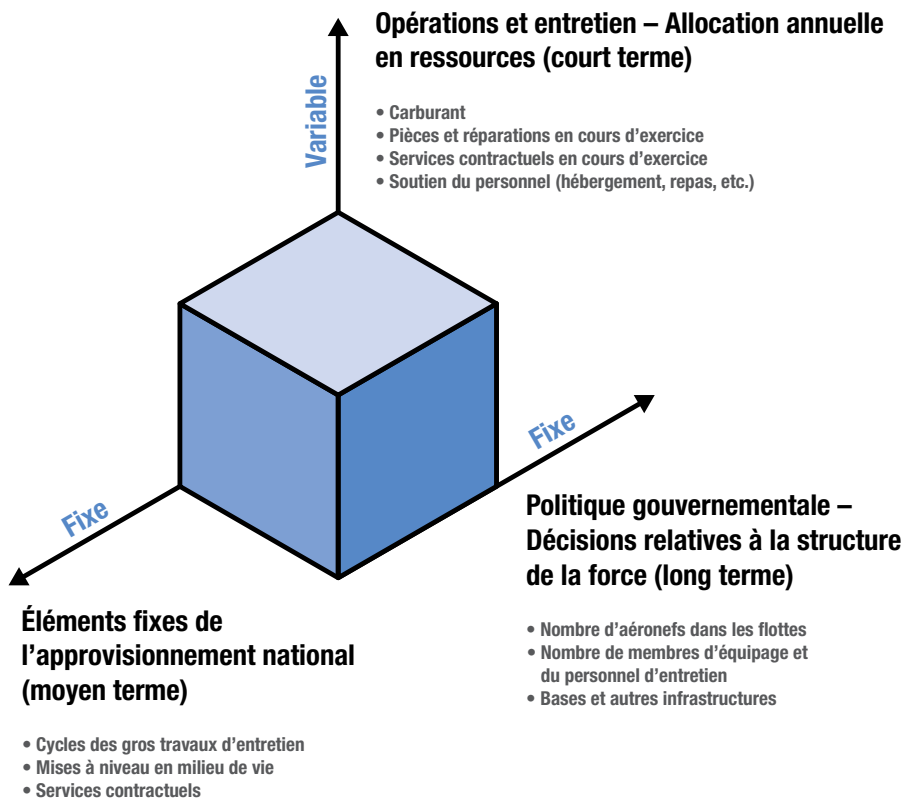 Opérations et entretien – Allocation annuelle
en ressources (court terme)
• Carburant
• Pièces et réparations en cours d'exercice
• Services contractuels en cours d'exercice
• Soutien du personnel (hébergement, repas, etc.)
Variable
Fixe
Fixe
Politique gouvernementale –
Décisions relatives à la structure
de la force (long terme)
• Nombre d'aéronefs dans les flottes
• Nombre de membres d'équipage et
du personnel d'entretien
• Bases et autres infrastructures
Éléments fixes de
l'approvisionnement national
(moyen terme)
• Cycles des gros travaux d'entretien
• Mises à niveau en milieu de vie
• Services contractuels